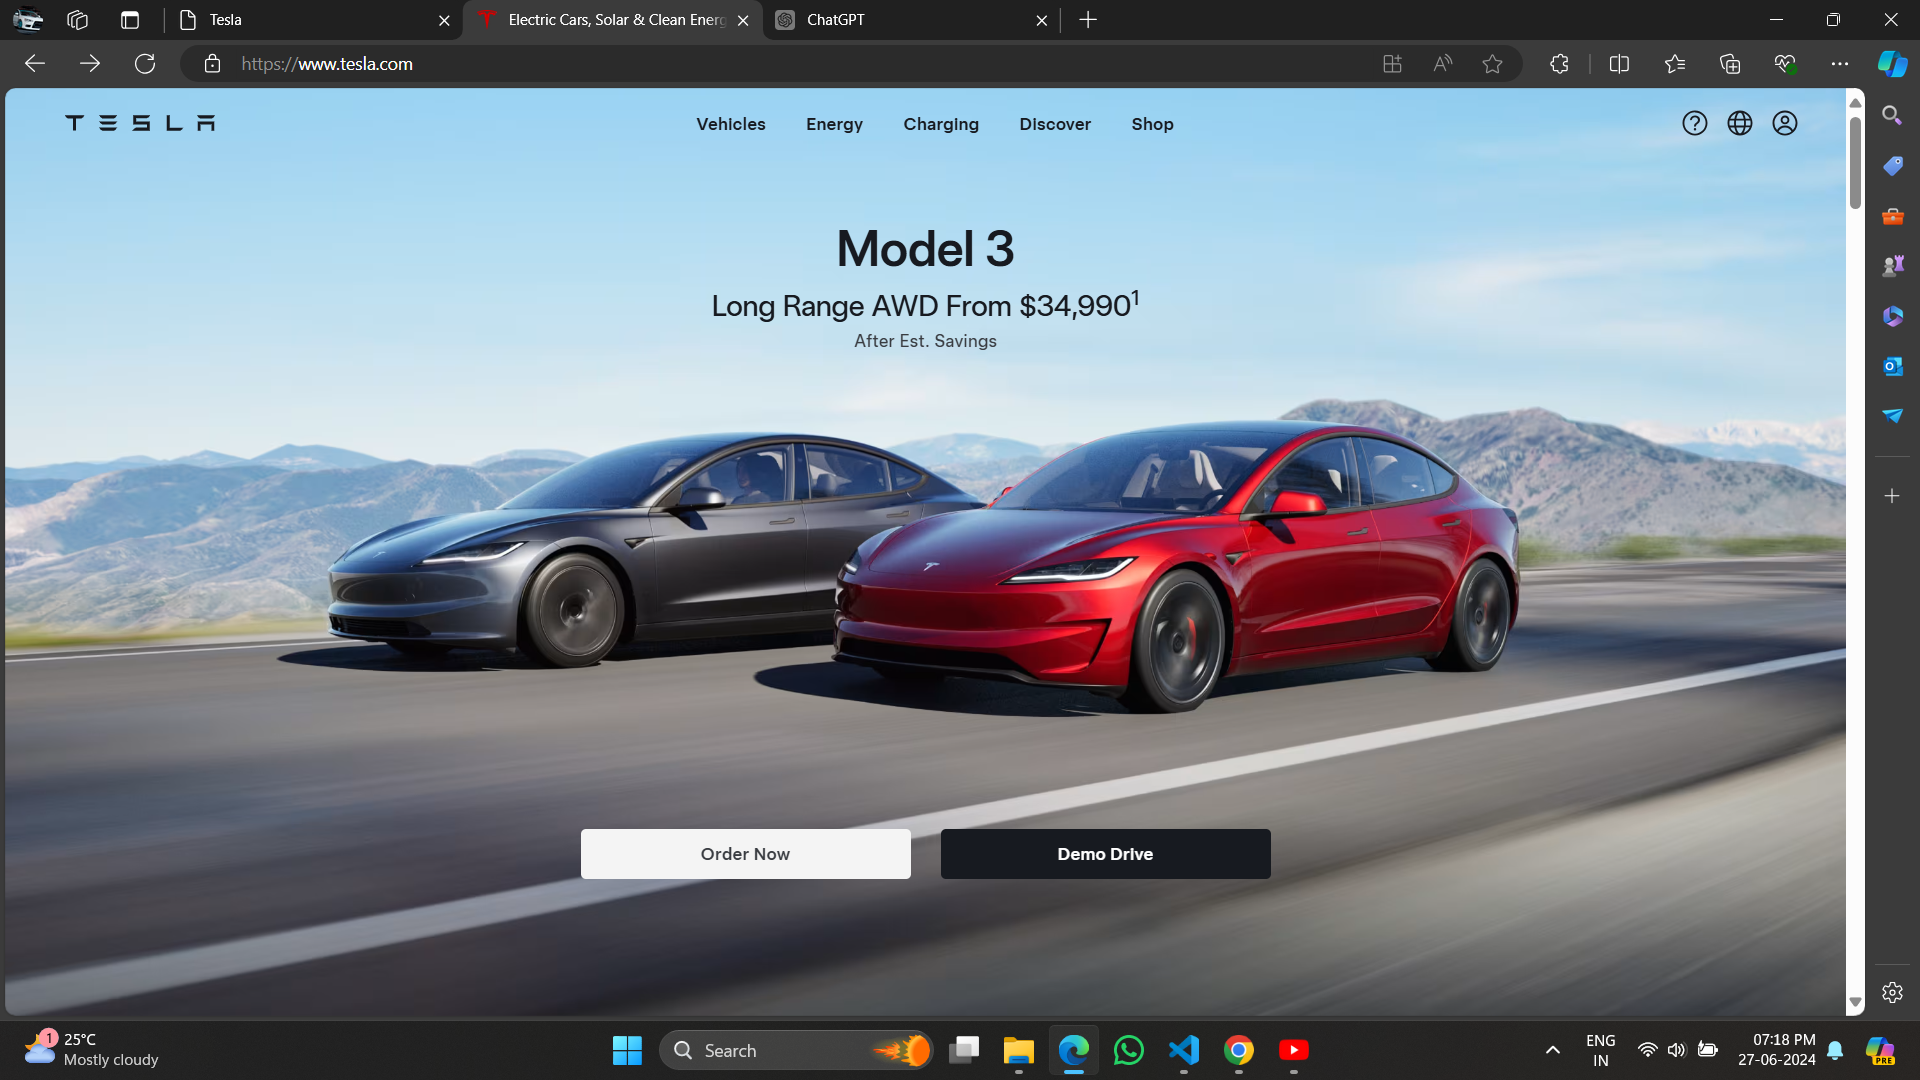 Tesla
Electric Cars, Solar & Clean Energ
ChatGPT
https://www.tesla.com
TESLA
Vehicles
Energy
Charging
Discover
Shop
Model 3
Long Range AWD From $34,990¹
After Est. Savings
Order Now
Demo Drive
1
25°C
Mostly cloudy
Search
ENG
IN
07:18 PM
27-06-2024
PRE